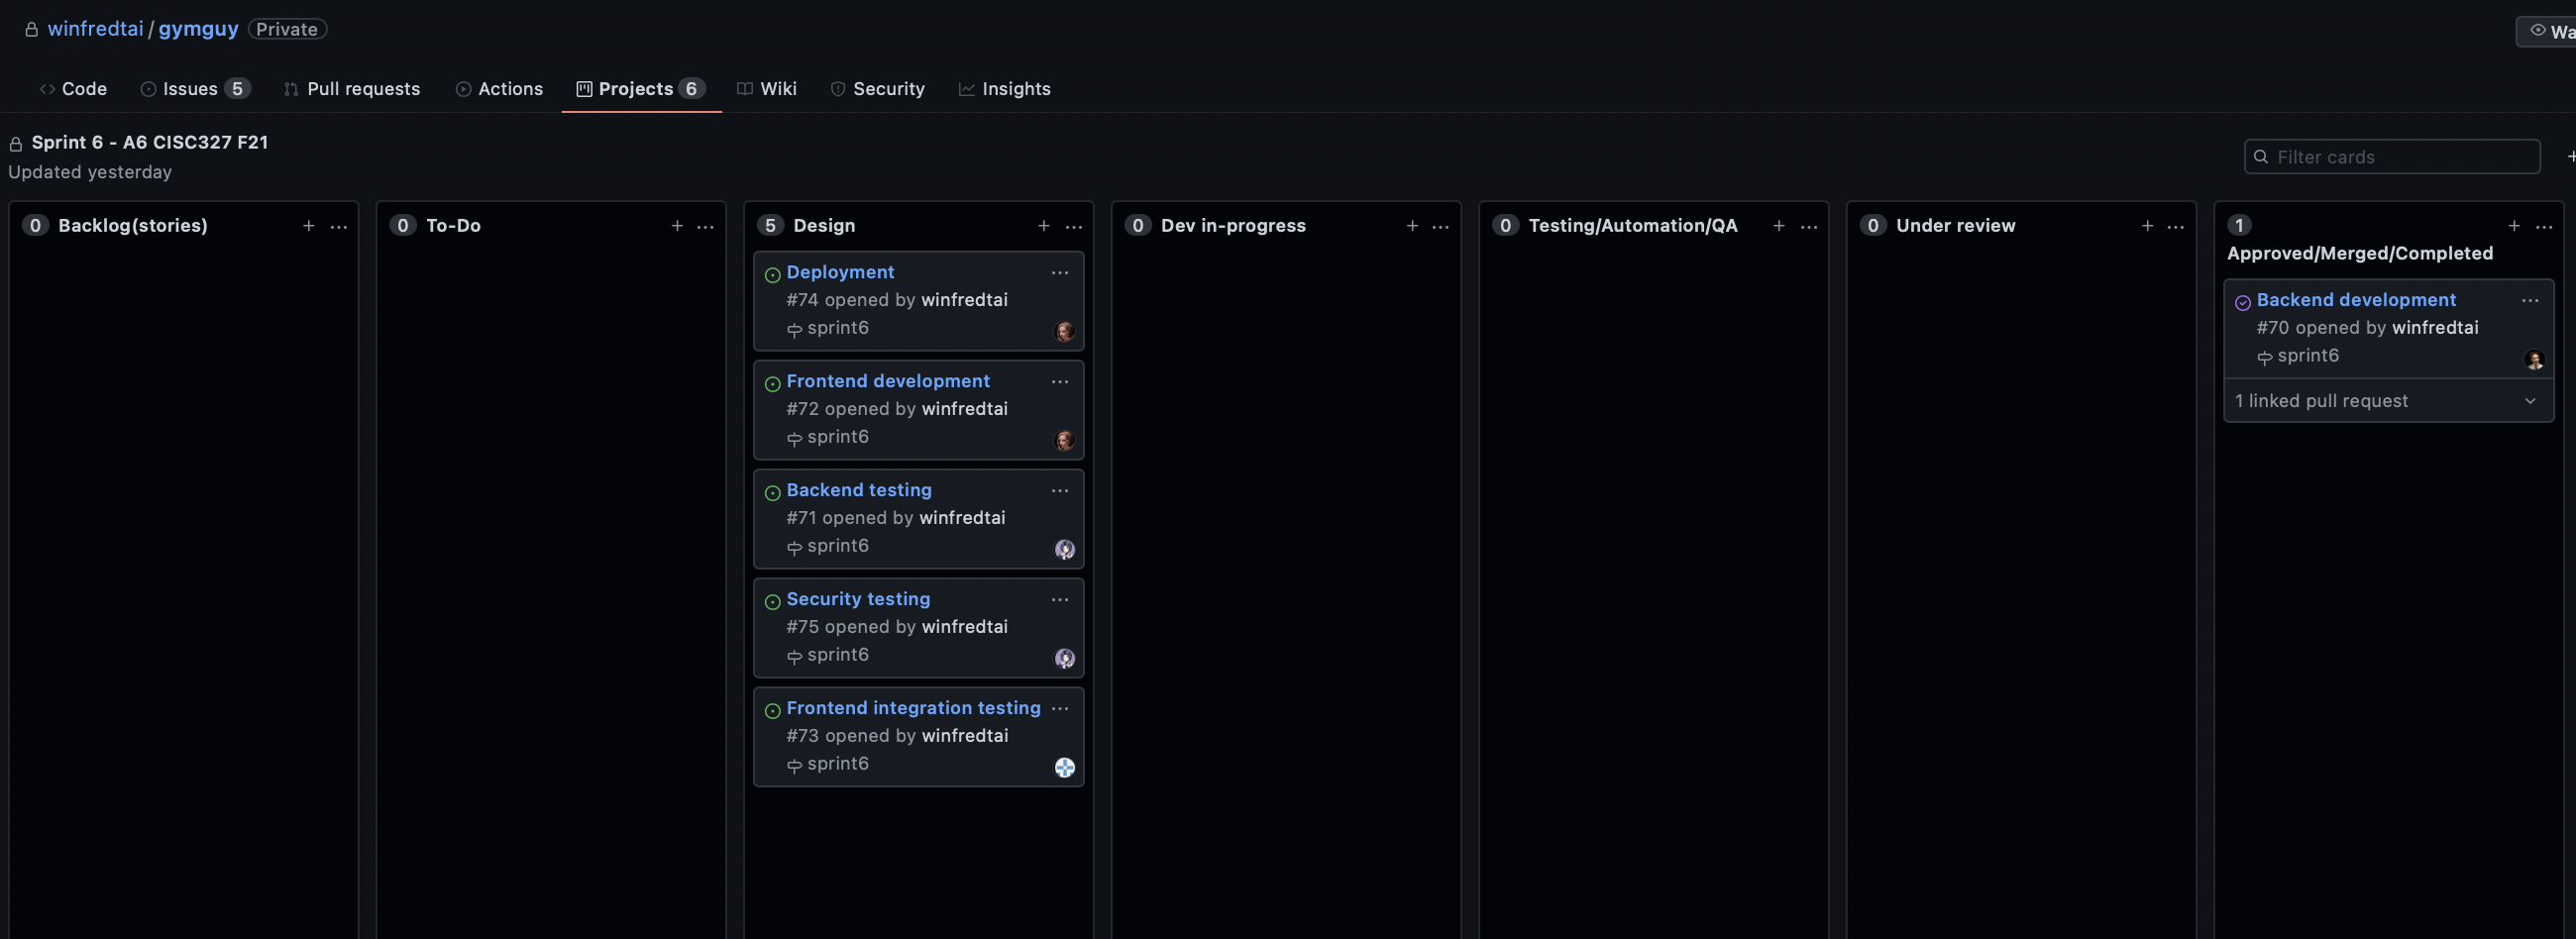 winfredtai / gymguy Private
Wa
Code Issues 5 Pull requests Actions Projects 6 Wiki Security Insights
Sprint 6 - A6 CISC327 F21
Updated yesterday
Filter cards
0 Backlog(stories)
0 To-Do
5 Design
Deployment
#74 opened by winfredtai
sprint6
Frontend development
#72 opened by winfredtai
sprint6
Backend testing
#71 opened by winfredtai
sprint6
Security testing
#75 opened by winfredtai
sprint6
Frontend integration testing
#73 opened by winfredtai
sprint6
0 Dev in-progress
0 Testing/Automation/QA
0 Under review
1
Approved/Merged/Completed
Backend development
#70 opened by winfredtai
sprint6
1 linked pull request